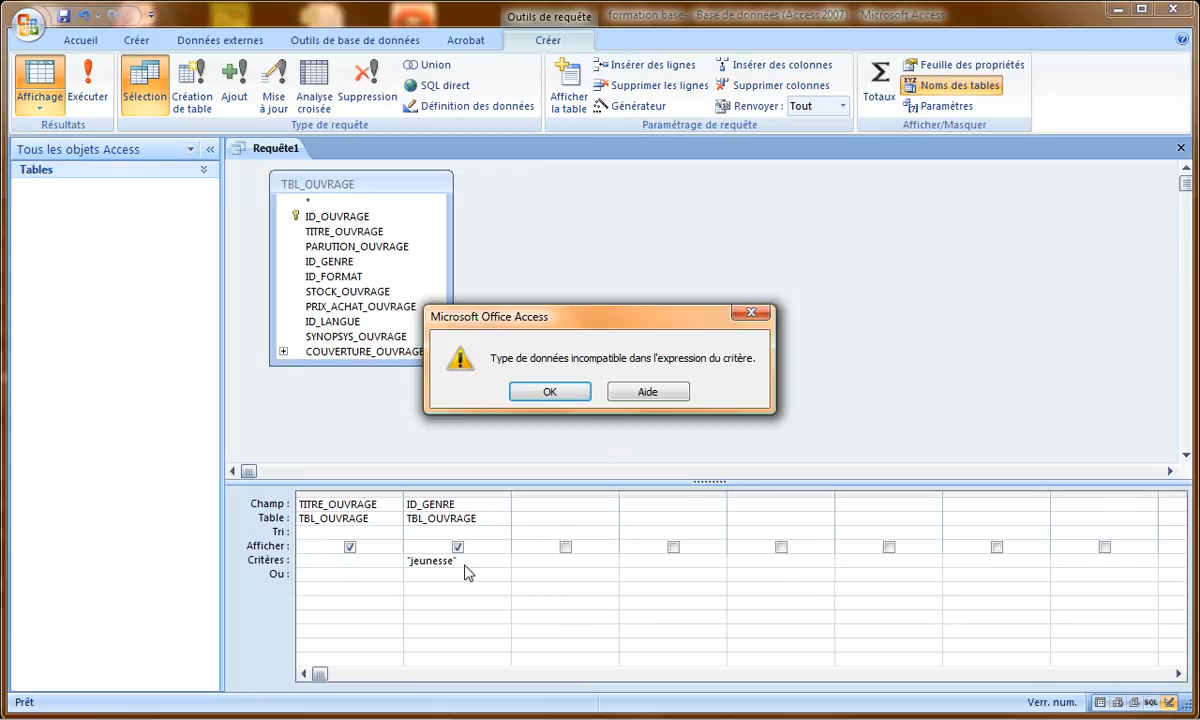 Outils de requête
formation base - Base de données (Access 2007)
Microsoft Access
Accueil
Créer
Données externes
Outils de base de données
Acrobat
Créer
Affichage
Exécuter
Résultats
Sélection
Création de table
Ajout
Mise à jour
Analyse croisée
Suppression
Union
SQL direct
Définition des données
Type de requête
Afficher la table
Insérer des lignes
Supprimer les lignes
Générateur
Insérer des colonnes
Supprimer colonnes
Renvoyer : Tout
Paramétrage de requête
Totaux
Feuille des propriétés
Noms des tables
Paramètres
Afficher/Masquer
Tous les objets Access
Tables
Requête1
TBL_OUVRAGE
*
ID_OUVRAGE
TITRE_OUVRAGE
PARUTION_OUVRAGE
ID_GENRE
ID_FORMAT
STOCK_OUVRAGE
PRIX_ACHAT_OUVRAGE
ID_LANGUE
SYNOPSYS_OUVRAGE
COUVERTURE_OUVRAGE
Microsoft Office Access
Type de données incompatible dans l'expression du critère.
OK
Aide
Champ : TITRE_OUVRAGE ID_GENRE
Table : TBL_OUVRAGE TBL_OUVRAGE
Tri :
Afficher :
Critères : "jeunesse"
Ou :
Prêt
Verr. num.
SQL